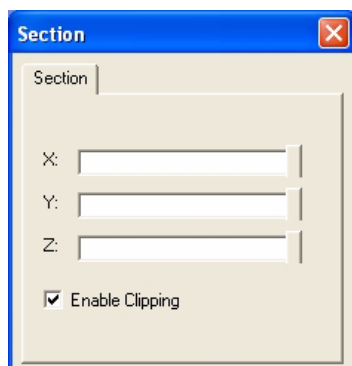 Section
Section
X:
Y:
Z:
Enable Clipping